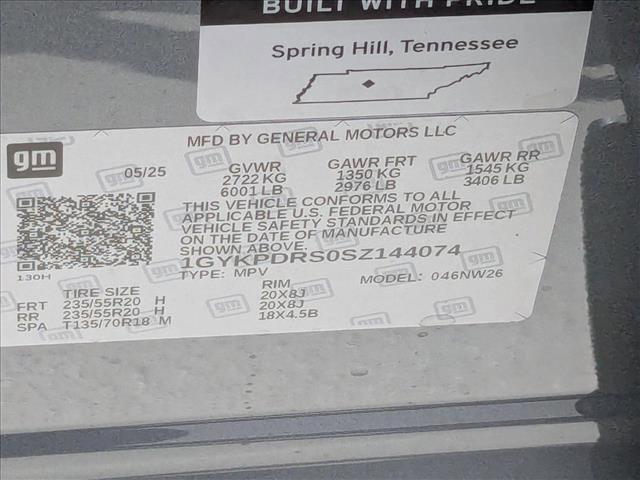 BUILT WITH PRIDE
Spring Hill, Tennessee
MFD BY GENERAL MOTORS LLC
gm
05/25
GVWR GAWR FRT GAWR RR
2722 KG 1350 KG 1545 KG
6001 LB 2976 LB 3406 LB
THIS VEHICLE CONFORMS TO ALL
APPLICABLE U.S. FEDERAL MOTOR
VEHICLE SAFETY STANDARDS IN EFFECT
ON THE DATE OF MANUFACTURE
SHOWN ABOVE.
1GYKPDRS0SZ144074
130H
TYPE: MPV MODEL: 046NW26
TIRE SIZE RIM
FRT 235/55R20 H 20X8J
RR 235/55R20 H 20X8J
SPA T135/70R18 M 18X4.5B